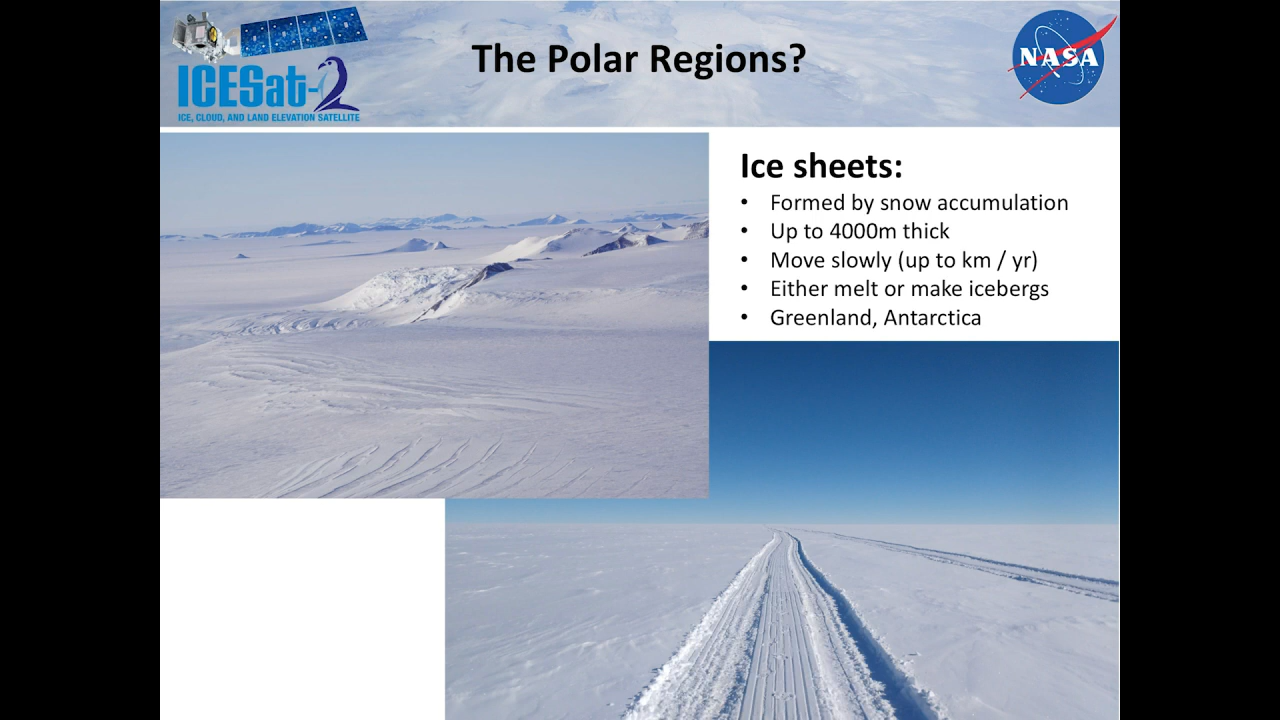 The Polar Regions?
ICESat-2
ICE, CLOUD, AND LAND ELEVATION SATELLITE
NASA
Ice sheets:
• Formed by snow accumulation
• Up to 4000m thick
• Move slowly (up to km / yr)
• Either melt or make icebergs
• Greenland, Antarctica